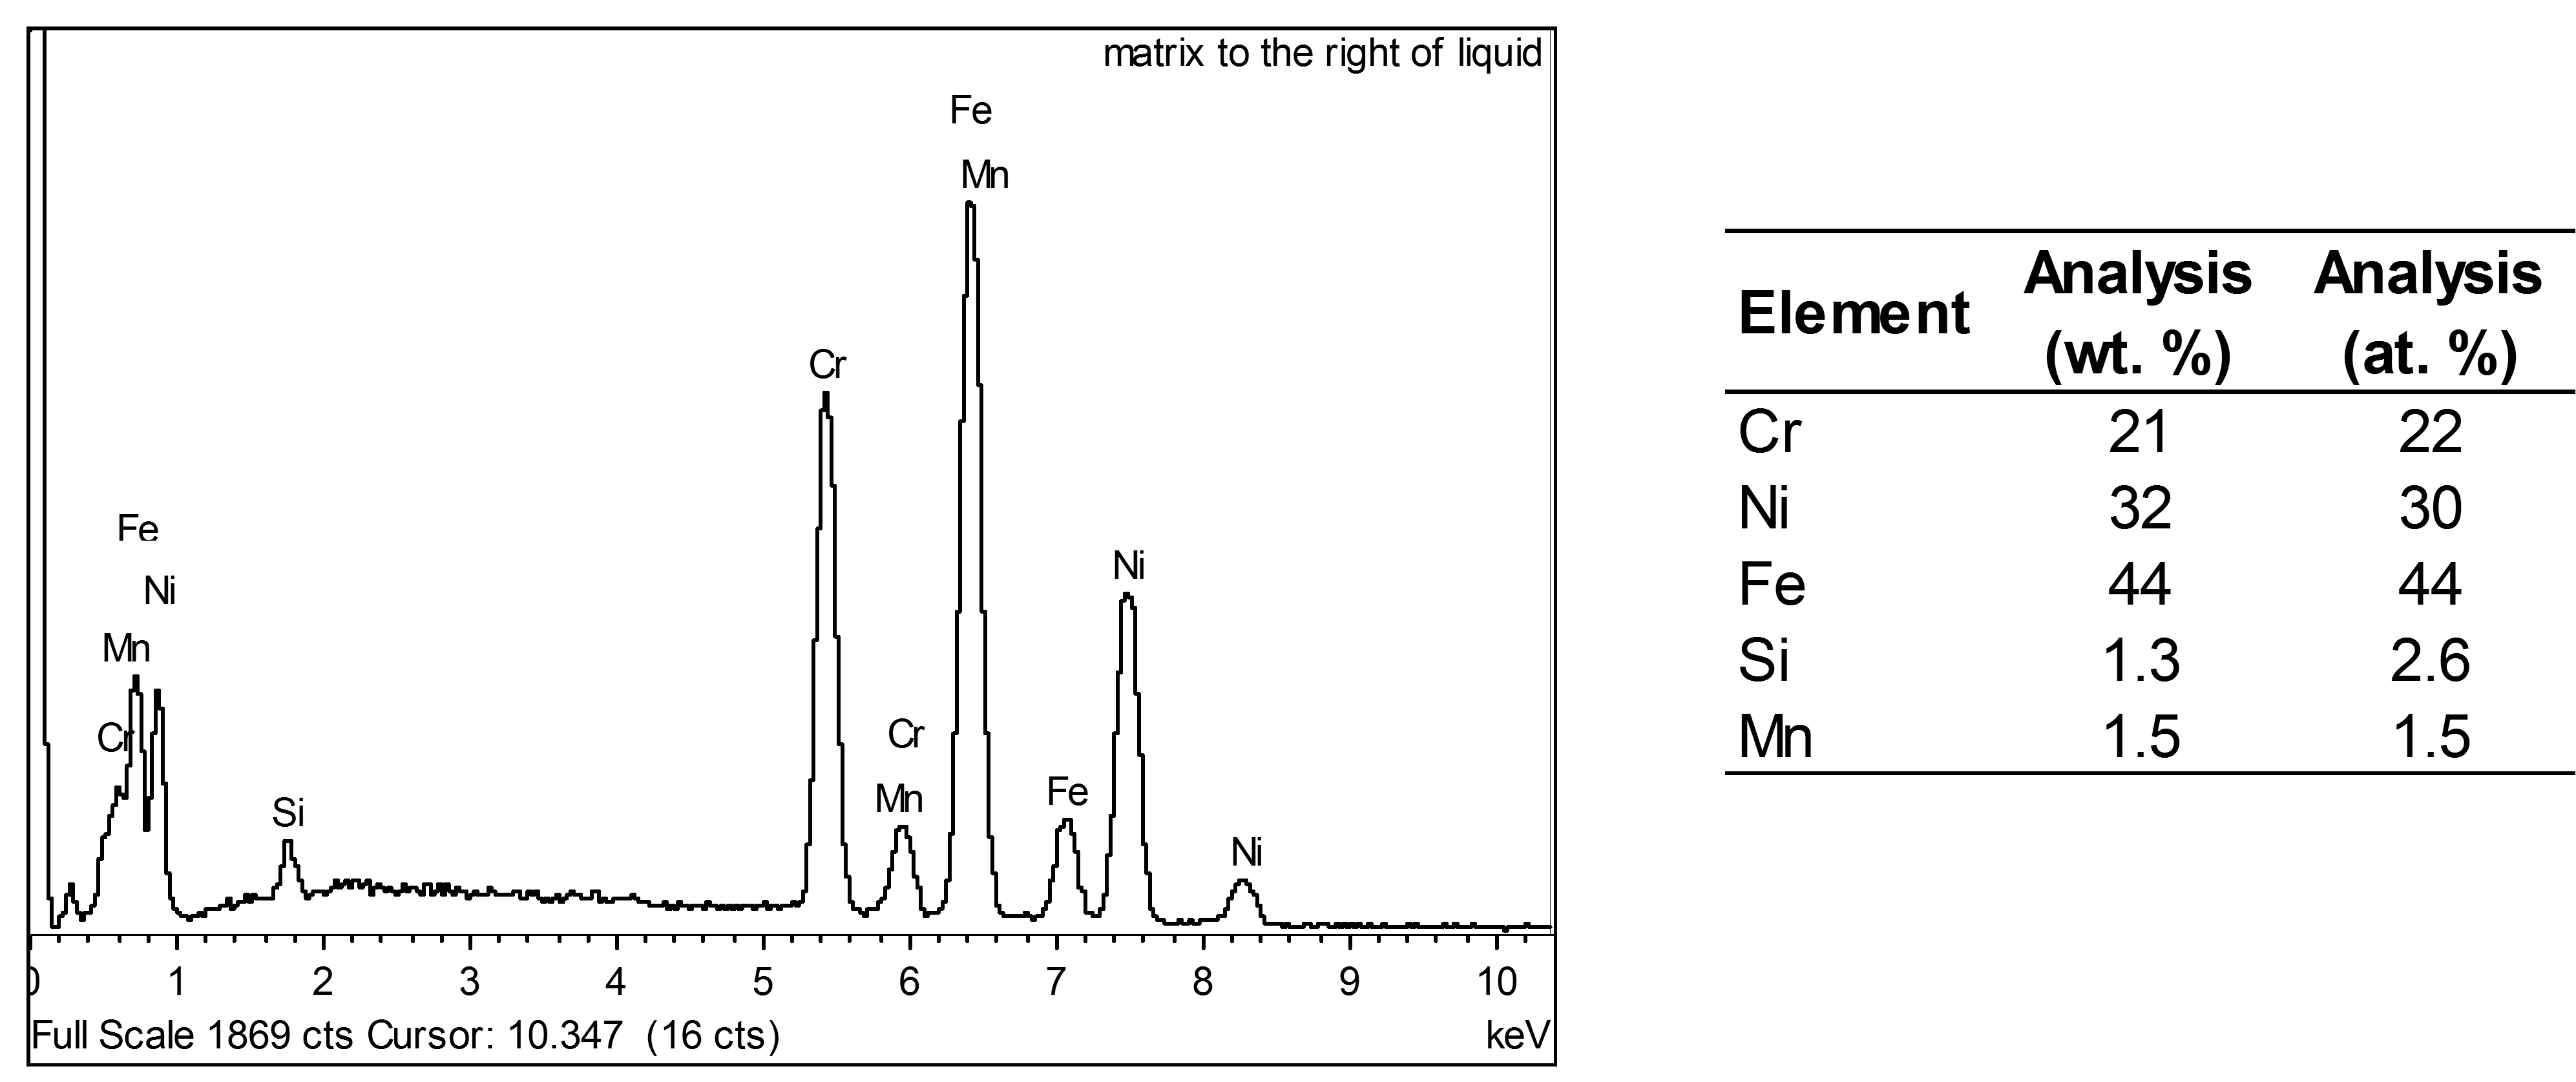 matrix to the right of liquid
Fe
Mn
Cr
Fe
Ni
Ni
Mn
Cr
Cr
Mn
Fe
Si
Ni
0 1 2 3 4 5 6 7 8 9 10
Full Scale 1869 cts Cursor: 10.347 (16 cts) keV
Element Analysis (wt. %) Analysis (at. %)
Cr 21 22
Ni 32 30
Fe 44 44
Si 1.3 2.6
Mn 1.5 1.5